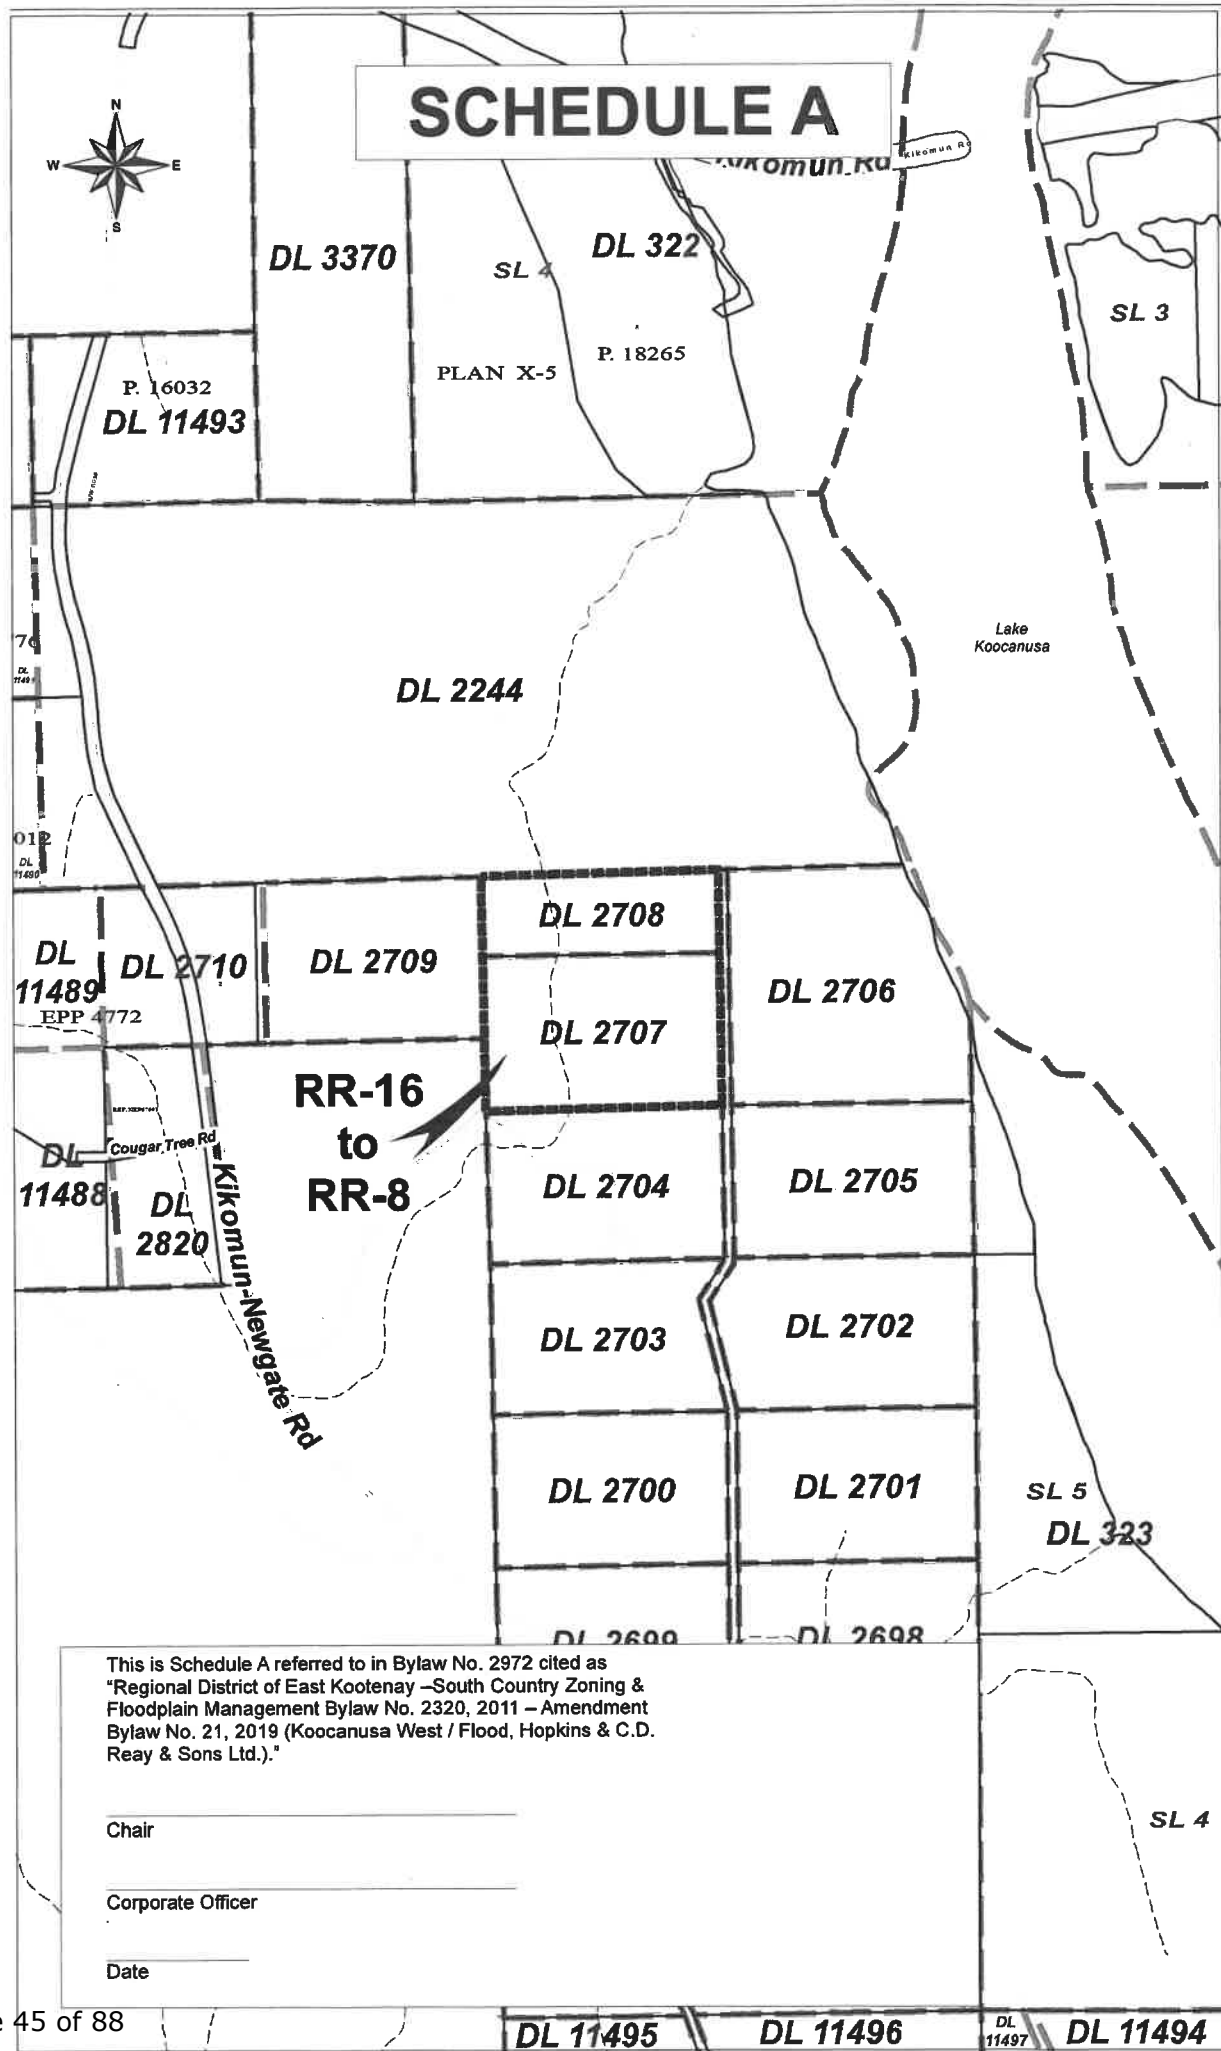 SCHEDULE A
N
W E
S
Kikomun Rd
Kikomun Rd
DL 3370
SL 4
DL 322
SL 3
P. 18265
PLAN X-5
P. 16032
DL 11493
Lake
Koocanusa
DL 2244
DL
DL
DL 2708
DL
11489
DL 2710
DL 2709
DL 2706
EPP 4772
DL 2707
RR-16
to
RR-8
Cougar Tree Rd
DL
11488
DL
2820
DL 2704
DL 2705
Kikomun-Newgate Rd
DL 2703
DL 2702
DL 2700
DL 2701
SL 5
DL 323
DL 2699
DL 2698
This is Schedule A referred to in Bylaw No. 2972 cited as
"Regional District of East Kootenay –South Country Zoning &
Floodplain Management Bylaw No. 2320, 2011 – Amendment
Bylaw No. 21, 2019 (Koocanusa West / Flood, Hopkins & C.D.
Reay & Sons Ltd.)."
Chair
SL 4
Corporate Officer
Date
45 of 88
DL 11495
DL 11496
DL
11497
DL 11494